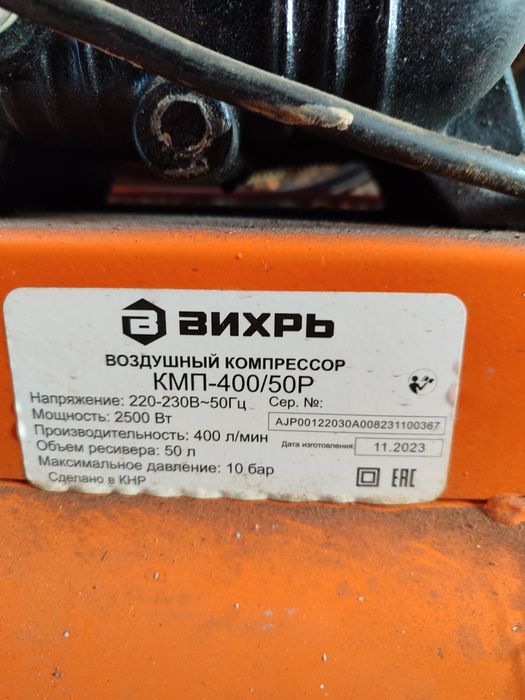 ВИХРЬ
ВОЗДУШНЫЙ КОМПРЕССОР
КМП-400/50Р
Напряжение: 220-230В~50Гц Сер. №:
Мощность: 2500 Вт AJP00122030A008231100367
Производительность: 400 л/мин Дата изготовления: 11.2023
Объем ресивера: 50 л
Максимальное давление: 10 бар
Сделано в КНР EAC